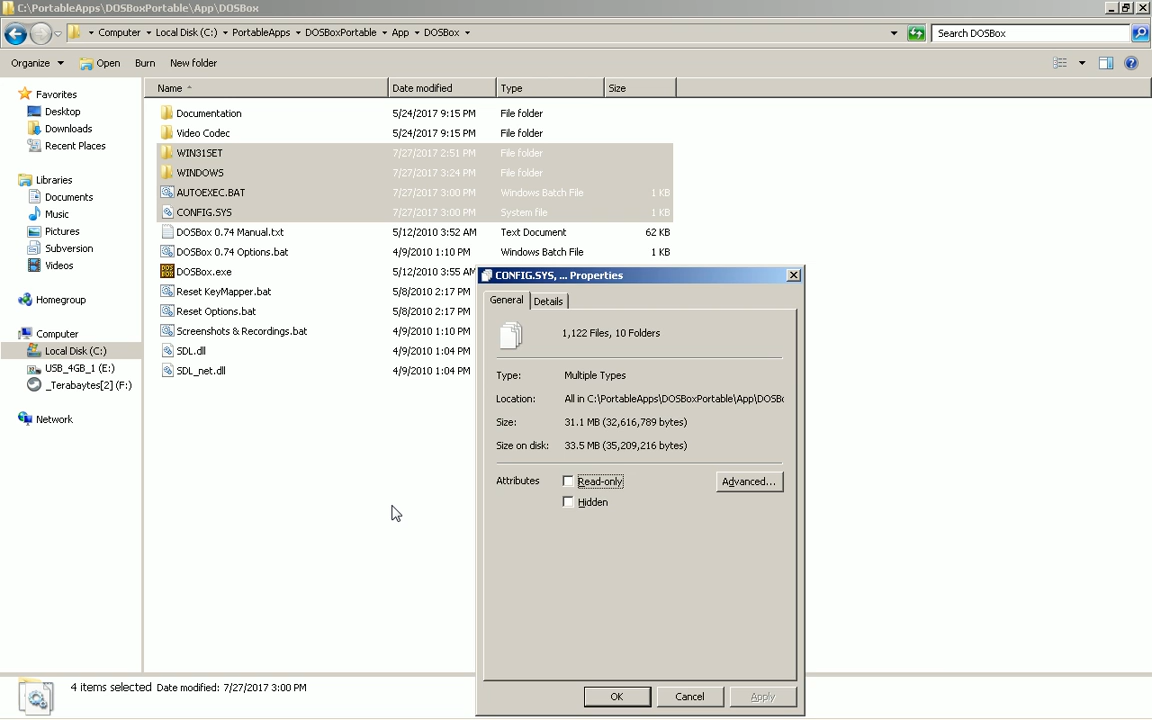 C:\PortableApps\DOSBoxPortable\App\DOSBox
Computer Local Disk (C:) PortableApps DOSBoxPortable App DOSBox
Search DOSBox
Organize Open Burn New folder
Favorites
Desktop
Downloads
Recent Places
Libraries
Documents
Music
Pictures
Subversion
Videos
Homegroup
Computer
Local Disk (C:)
USB_4GB_1 (E:)
_Terabaytes[2] (F:)
Network
Name Date modified Type Size
Documentation 5/24/2017 9:15 PM File folder
Video Codec 5/24/2017 9:15 PM File folder
WIN31SET 7/27/2017 2:51 PM File folder
WINDOWS 7/27/2017 3:24 PM File folder
AUTOEXEC.BAT 7/27/2017 3:00 PM Windows Batch File 1 KB
CONFIG.SYS 7/27/2017 3:00 PM System file 1 KB
DOSBox 0.74 Manual.txt 5/12/2010 3:52 AM Text Document 62 KB
DOSBox 0.74 Options.bat 4/9/2010 1:10 PM Windows Batch File 1 KB
DOSBox.exe 5/12/2010 3:55 AM
Reset KeyMapper.bat 5/8/2010 2:17 PM
Reset Options.bat 5/8/2010 2:17 PM
Screenshots & Recordings.bat 4/9/2010 1:10 PM
SDL.dll 4/9/2010 1:04 PM
SDL_net.dll 4/9/2010 1:04 PM
CONFIG.SYS, ... Properties
General Details
1,122 Files, 10 Folders
Type: Multiple Types
Location: All in C:\PortableApps\DOSBoxPortable\App\DOSBo
Size: 31.1 MB (32,616,789 bytes)
Size on disk: 33.5 MB (35,209,216 bytes)
Attributes Read-only Advanced...
Hidden
OK Cancel Apply
4 items selected Date modified: 7/27/2017 3:00 PM